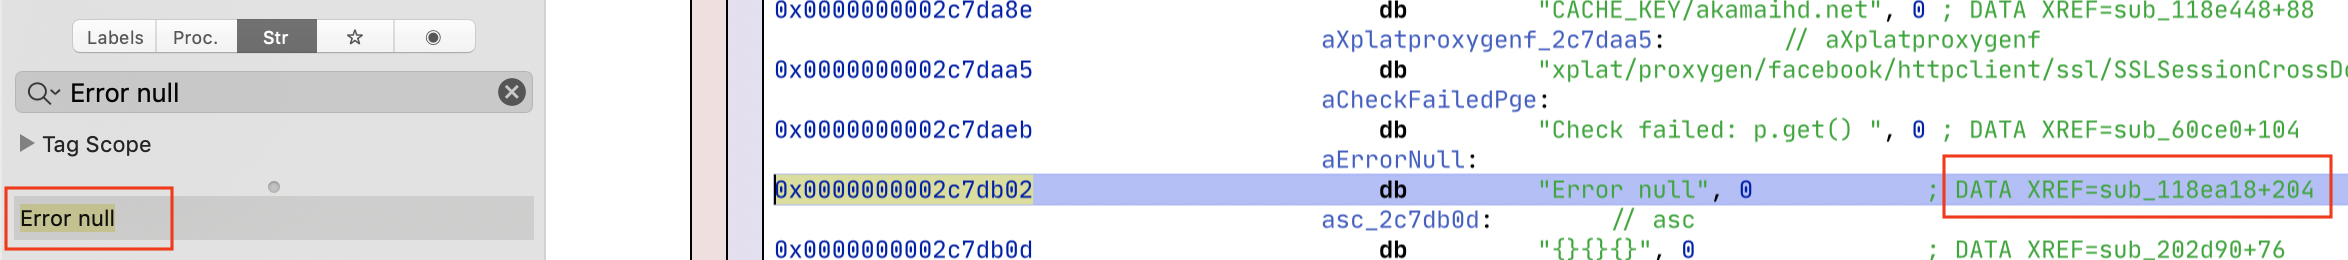 Labels Proc. Str
Error null
Tag Scope
Error null
0x0000000002c7da8e db "CACHE_KEY/akamaihd.net", 0 ; DATA XREF=sub_118e448+88
aXplatproxygenf_2c7daa5: // aXplatproxygenf
0x0000000002c7daa5 db "xplat/proxygen/facebook/httpclient/ssl/SSLSessionCrossDo
aCheckFailedPge:
0x0000000002c7daeb db "Check failed: p.get() ", 0 ; DATA XREF=sub_60ce0+104
aErrorNull:
0x0000000002c7db02 db "Error null", 0 ; DATA XREF=sub_118ea18+204
asc_2c7db0d: // asc
0x0000000002c7db0d db "{}{}{}", 0 ; DATA XREF=sub_202d90+76